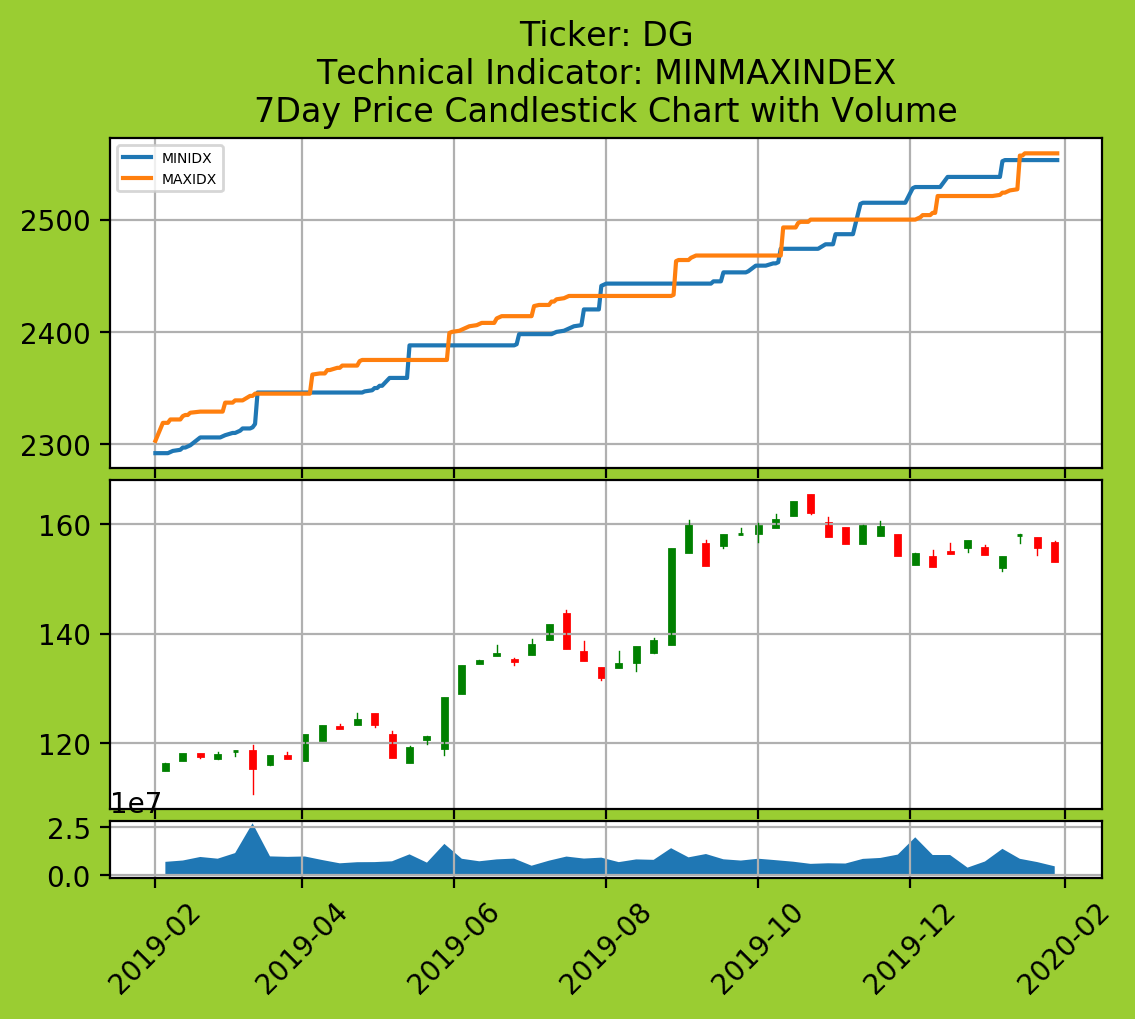 Ticker: DG
Technical Indicator: MINMAXINDEX
7Day Price Candlestick Chart with Volume
MINIDX
MAXIDX
2500
2400
2300
160
140
120
1e7
2.5
0.0
2019-02
2019-04
2019-06
2019-08
2019-10
2019-12
2020-02